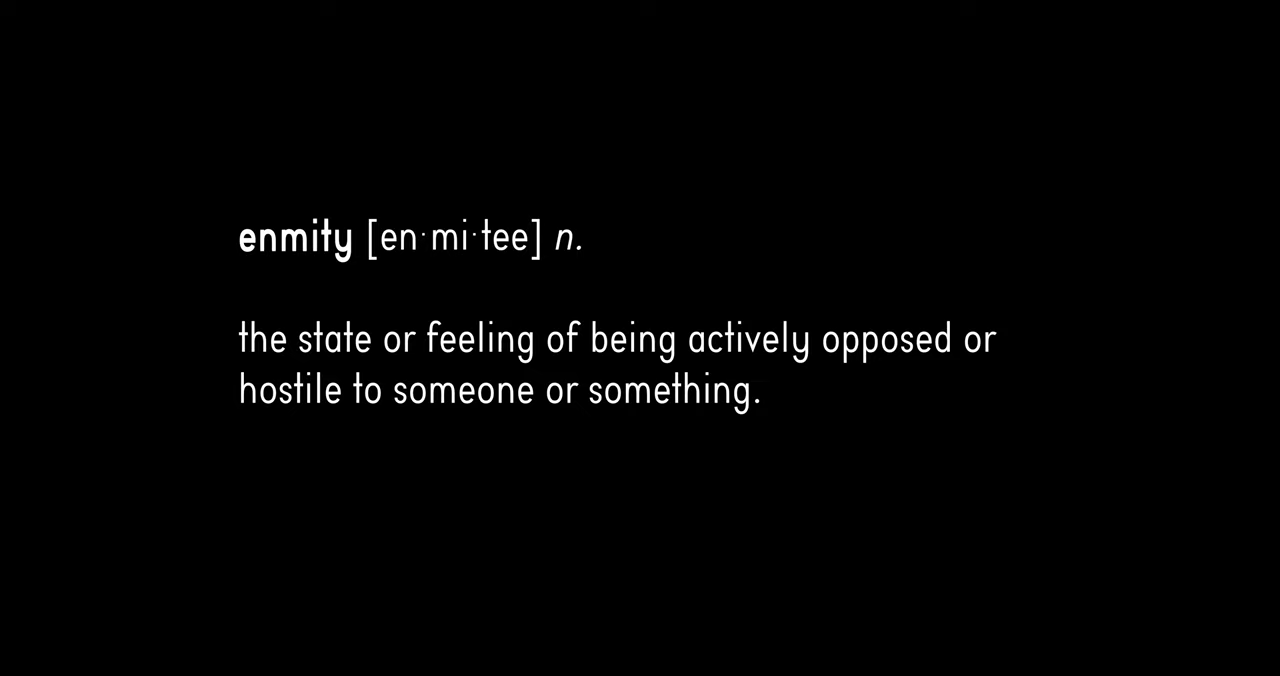 enmity [en·mi·tee] n.
the state or feeling of being actively opposed or
hostile to someone or something.